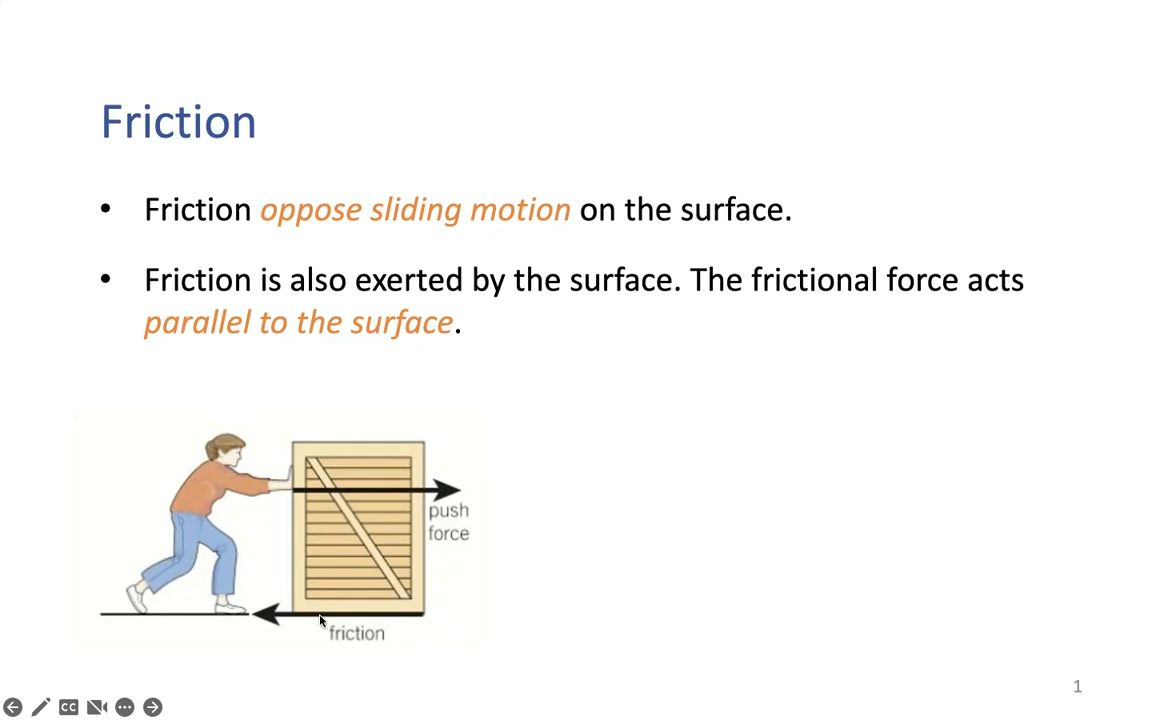 Friction
• Friction oppose sliding motion on the surface.
• Friction is also exerted by the surface. The frictional force acts
parallel to the surface.
push
force
friction
1
CC